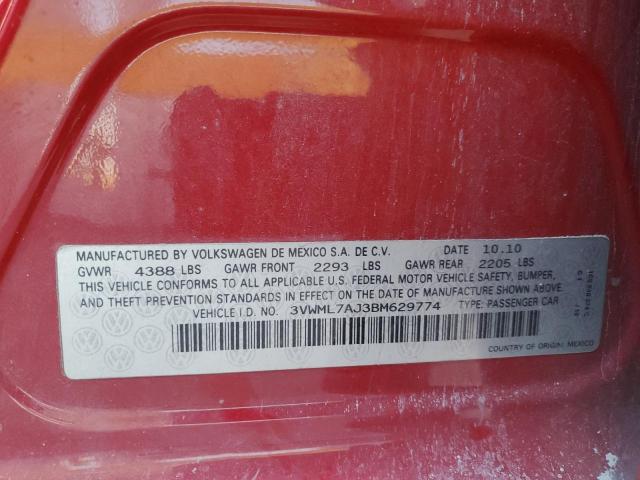 MANUFACTURED BY VOLKSWAGEN DE MEXICO S.A. DE C.V. DATE 10.10
GVWR 4388 LBS GAWR FRONT 2293 LBS GAWR REAR 2205 LBS
THIS VEHICLE CONFORMS TO ALL APPLICABLE U.S. FEDERAL MOTOR VEHICLE SAFETY, BUMPER,
AND THEFT PREVENTION STANDARDS IN EFFECT ON THE DATE OF MANUFACTURE SHOWN ABOVE.
VEHICLE I.D. NO. 3VWML7AJ3BM629774 TYPE: PASSENGER CAR
COUNTRY OF ORIGIN: MEXICO